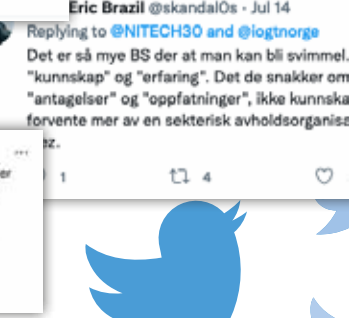 Eric Brazil @skandal0s · Jul 14
Replying to @NITECH30 and @iogtnorge
Det er så mye BS der at man kan bli svimmel.
"kunnskap" og "erfaring". Det de snakker om
"antagelser" og "oppfatninger", ikke kunnska
forvente mer av en sekterisk avholdsorganisa
ez.
1 4
er